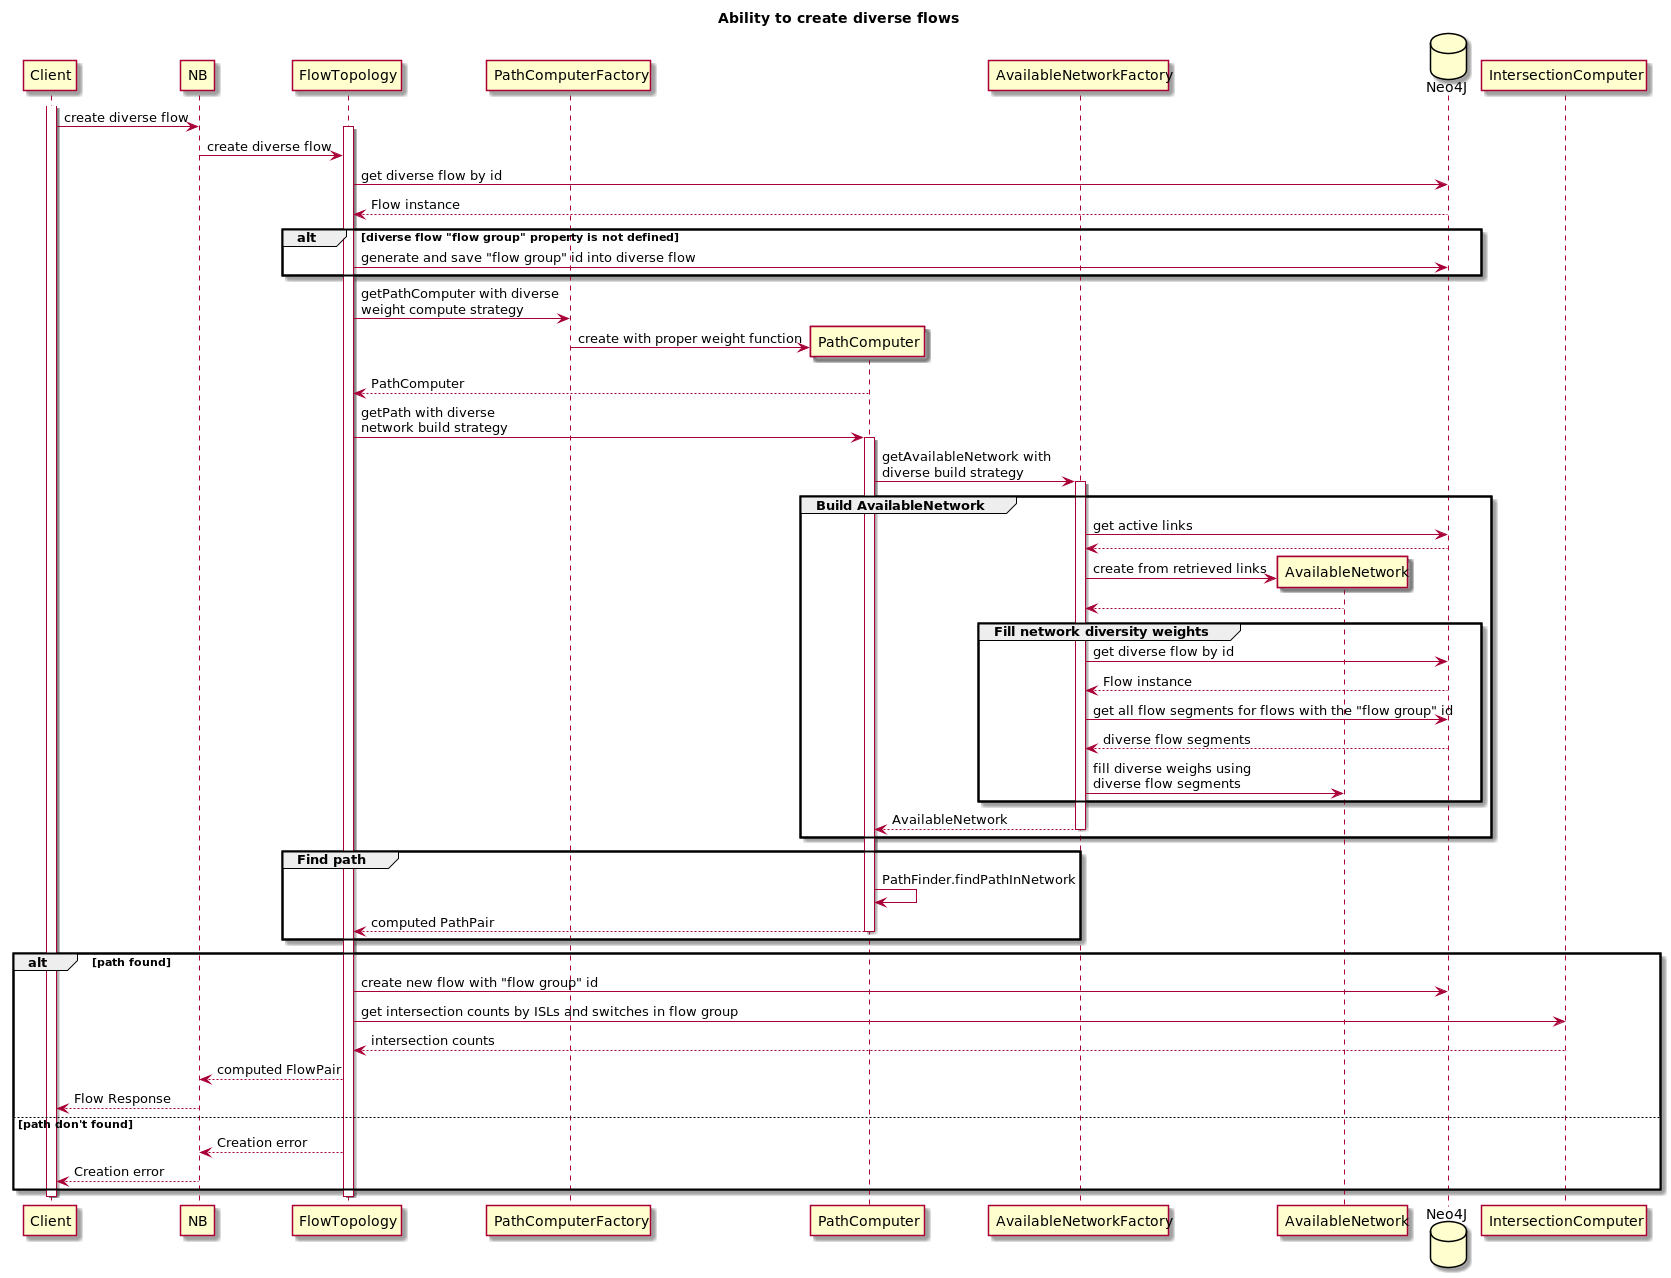 Ability to create diverse flows
Client
NB
FlowTopology
PathComputerFactory
AvailableNetworkFactory
Neo4J
IntersectionComputer
create diverse flow
create diverse flow
get diverse flow by id
Flow instance
alt
[diverse flow "flow group" property is not defined]
generate and save "flow group" id into diverse flow
getPathComputer with diverse
weight compute strategy
create with proper weight function
PathComputer
PathComputer
getPath with diverse
network build strategy
getAvailableNetwork with
diverse build strategy
Build AvailableNetwork
get active links
create from retrieved links
AvailableNetwork
Fill network diversity weights
get diverse flow by id
Flow instance
get all flow segments for flows with the "flow group" id
diverse flow segments
fill diverse weighs using
diverse flow segments
AvailableNetwork
Find path
PathFinder.findPathInNetwork
computed PathPair
alt
[path found]
create new flow with "flow group" id
get intersection counts by ISLs and switches in flow group
intersection counts
computed FlowPair
Flow Response
[path don't found]
Creation error
Creation error
Client
NB
FlowTopology
PathComputerFactory
PathComputer
AvailableNetworkFactory
AvailableNetwork
Neo4J
IntersectionComputer